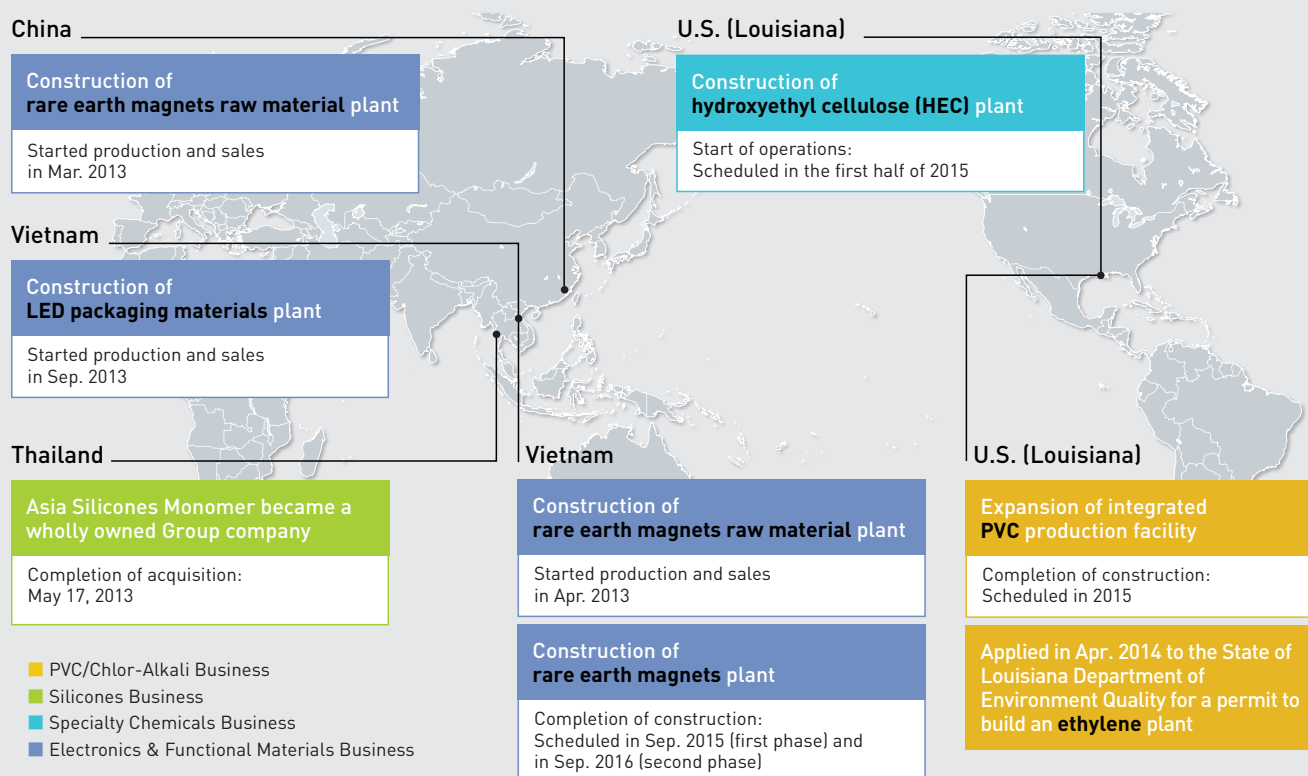 China
Construction of
rare earth magnets raw material plant
Started production and sales
in Mar. 2013
U.S. (Louisiana)
Construction of
hydroxyethyl cellulose (HEC) plant
Start of operations:
Scheduled in the first half of 2015
Vietnam
Construction of
LED packaging materials plant
Started production and sales
in Sep. 2013
Thailand
Asia Silicones Monomer became a
wholly owned Group company
Completion of acquisition:
May 17, 2013
Vietnam
Construction of
rare earth magnets raw material plant
Started production and sales
in Apr. 2013
Construction of
rare earth magnets plant
Completion of construction:
Scheduled in Sep. 2015 (first phase) and
in Sep. 2016 (second phase)
U.S. (Louisiana)
Expansion of integrated
PVC production facility
Completion of construction:
Scheduled in 2015
Applied in Apr. 2014 to the State of
Louisiana Department of
Environment Quality for a permit to
build an ethylene plant
PVC/Chlor-Alkali Business
Silicones Business
Specialty Chemicals Business
Electronics & Functional Materials Business